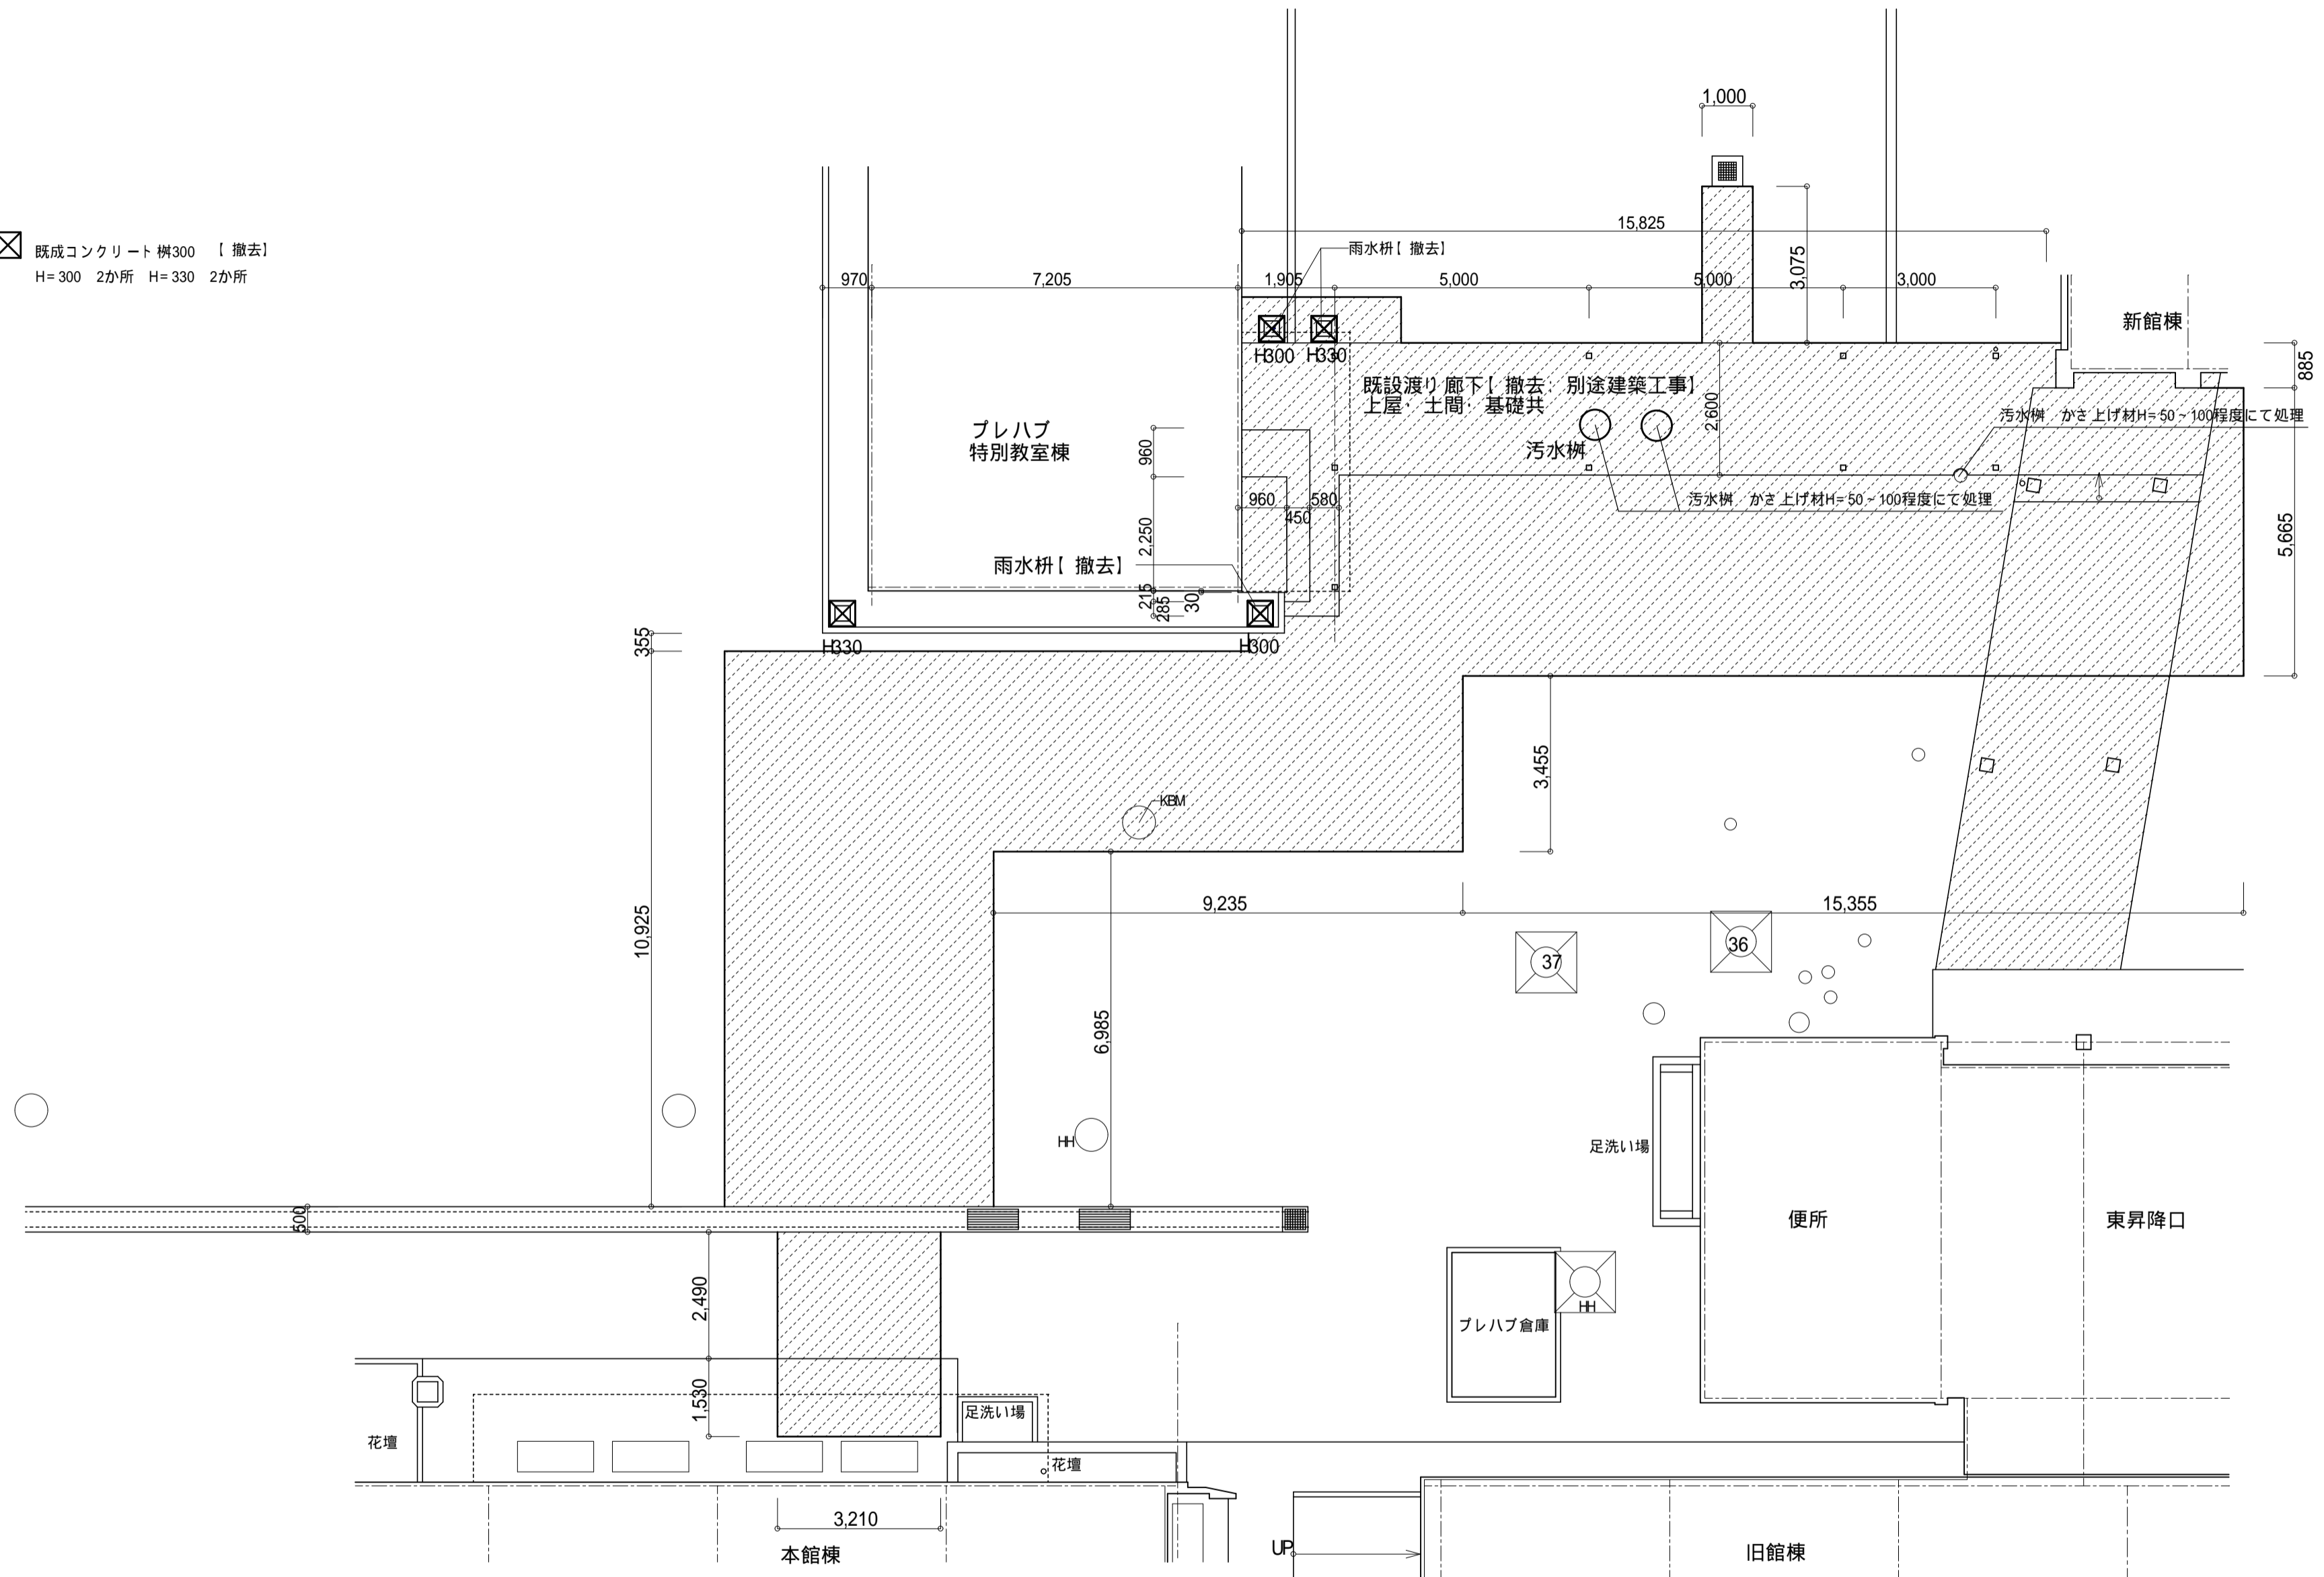 1,000
15,825
既成コンクリート桝300 【撤去】
H=300 2か所 H=330 2か所
雨水枡【撤去】
3,075
970
7,205
1,905
5,000
5,000
3,000
新館棟
885
H300
H330
既設渡り廊下【撤去・別途建築工事】
上屋・土間・基礎共
2,600
汚水桝 かさ上げ材H=50~100程度にて処理
プレハブ
特別教室棟
960
汚水桝
960
580
450
汚水桝 かさ上げ材H=50~100程度にて処理
2,250
5,665
雨水枡【撤去】
215
285
30
355
H330
H300
3,455
KBM
9,235
15,355
10,925
36
37
6,985
HH
足洗い場
500
便所
東昇降口
2,490
HH
プレハブ倉庫
1,530
足洗い場
花壇
花壇
3,210
本館棟
UP
旧館棟